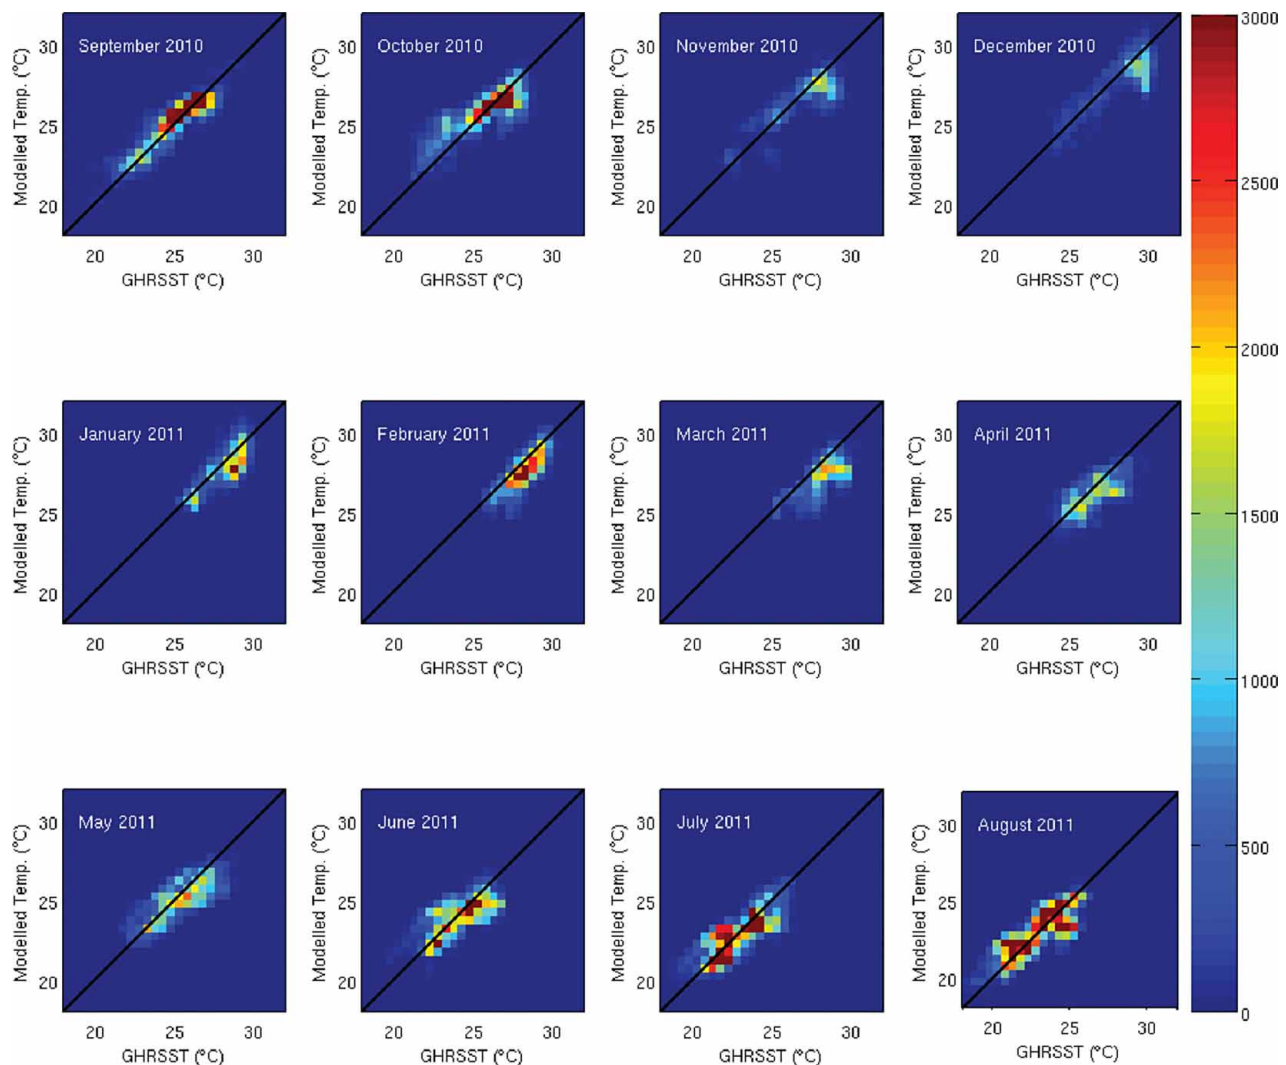 September 2010
October 2010
November 2010
December 2010
Modelled Temp. (°C)
30
25
20
20 25 30
GHRSST (°C)
Modelled Temp. (°C)
30
25
20
20 25 30
GHRSST (°C)
Modelled Temp. (°C)
30
25
20
20 25 30
GHRSST (°C)
Modelled Temp. (°C)
30
25
20
20 25 30
GHRSST (°C)
January 2011
February 2011
March 2011
April 2011
Modelled Temp. (°C)
30
25
20
20 25 30
GHRSST (°C)
Modelled Temp. (°C)
30
25
20
20 25 30
GHRSST (°C)
Modelled Temp. (°C)
30
25
20
20 25 30
GHRSST (°C)
Modelled Temp. (°C)
30
25
20
20 25 30
GHRSST (°C)
May 2011
June 2011
July 2011
August 2011
Modelled Temp. (°C)
30
25
20
20 25 30
GHRSST (°C)
Modelled Temp. (°C)
30
25
20
20 25 30
GHRSST (°C)
Modelled Temp. (°C)
30
25
20
20 25 30
GHRSST (°C)
Modelled Temp. (°C)
30
25
20
20 25 30
GHRSST (°C)
3000
2500
2000
1500
1000
500
0